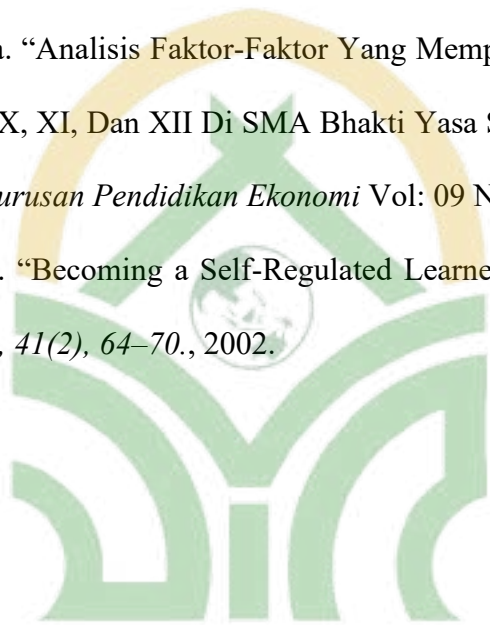 a. “Analisis Faktor-Faktor Yang Memp
X, XI, Dan XII Di SMA Bhakti Yasa S
urusan Pendidikan Ekonomi Vol: 09 N
. “Becoming a Self-Regulated Learne
, 41(2), 64–70., 2002.